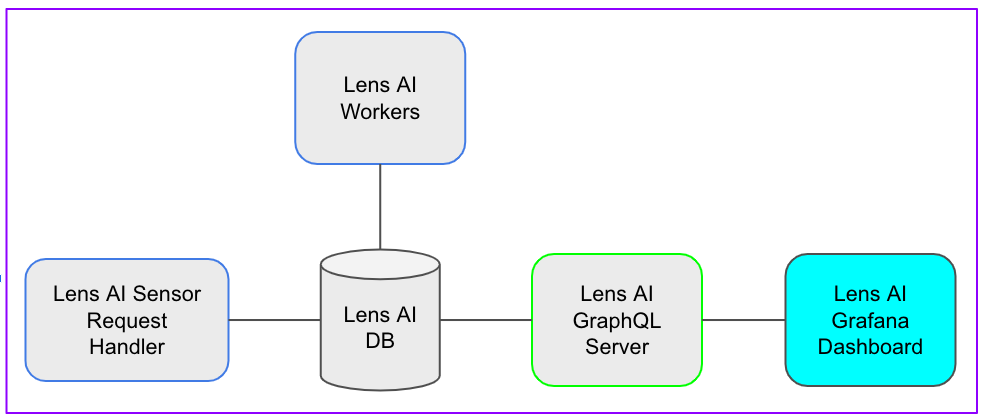 Lens AI
Workers
Lens AI Sensor
Request
Handler
Lens AI
DB
Lens AI
GraphQL
Server
Lens AI
Grafana
Dashboard